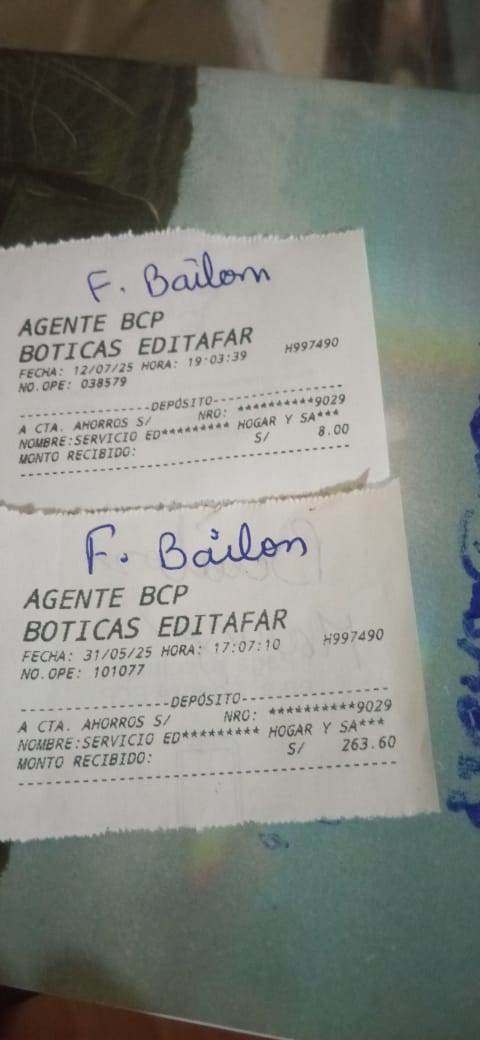 F. Bailon
AGENTE BCP
BOTICAS EDITAFAR
FECHA: 12/07/25 HORA: 19:03:39 H997490
NO.OPE: 038579
--------------------DEPÓSITO--------------------
A CTA. AHORROS S/ NRO: **********9029
NOMBRE:SERVICIO ED********* HOGAR Y SA***
MONTO RECIBIDO: S/ 8.00
F. Bailon
AGENTE BCP
BOTICAS EDITAFAR
FECHA: 31/05/25 HORA: 17:07:10 H997490
NO.OPE: 101077
--------------------DEPÓSITO--------------------
A CTA. AHORROS S/ NRO: **********9029
NOMBRE:SERVICIO ED********* HOGAR Y SA***
MONTO RECIBIDO: S/ 263.60